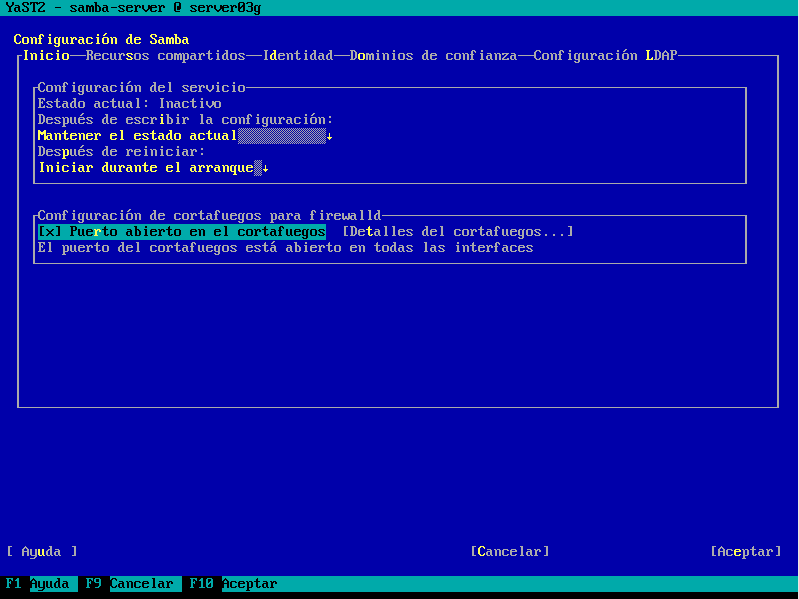 YaST2 - samba-server @ server03g
Configuración de Samba
Inicio—Recursos compartidos—Identidad—Dominios de confianza—Configuración LDAP
Configuración del servicio
Estado actual: Inactivo
Después de escribir la configuración:
Mantener el estado actual↓
Después de reiniciar:
Iniciar durante el arranque↓
Configuración de cortafuegos para firewalld
[x] Puerto abierto en el cortafuegos [Detalles del cortafuegos...]
El puerto del cortafuegos está abierto en todas las interfaces
[ Ayuda ] [Cancelar] [Aceptar]
F1 Ayuda F9 Cancelar F10 Aceptar